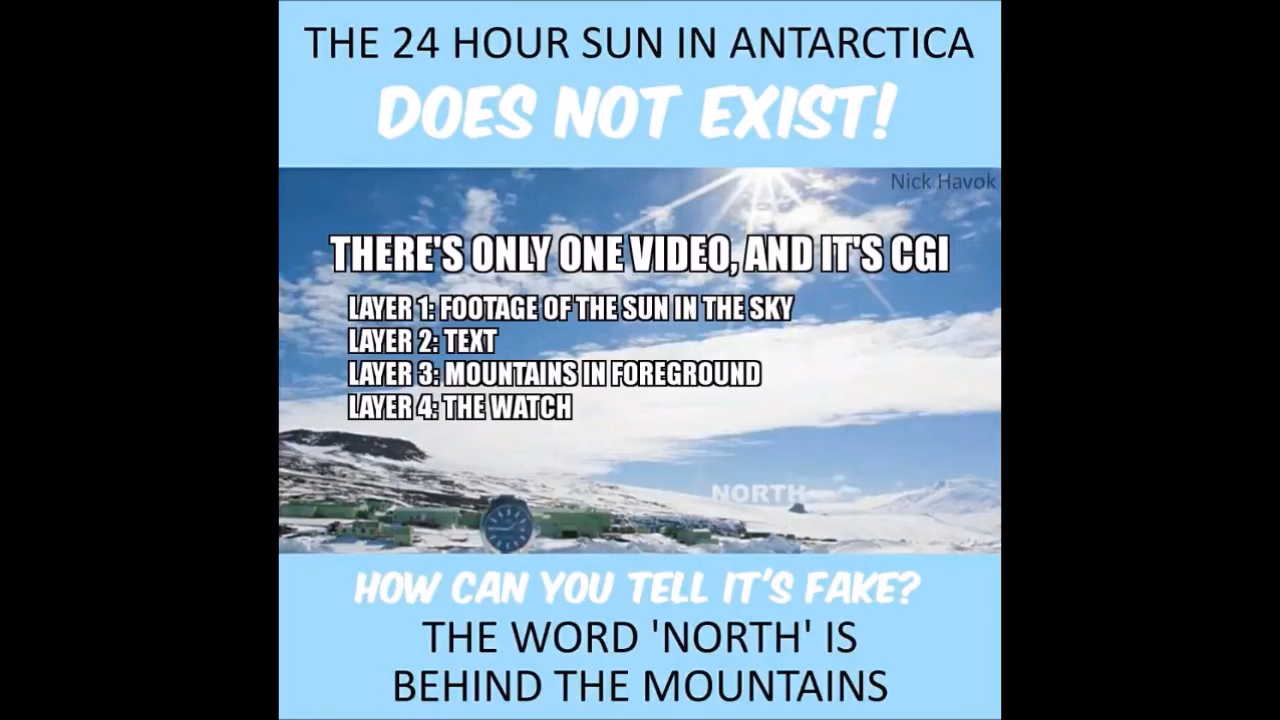 THE 24 HOUR SUN IN ANTARCTICA
DOES NOT EXIST!
Nick Havok
THERE'S ONLY ONE VIDEO, AND IT'S CGI
LAYER 1: FOOTAGE OF THE SUN IN THE SKY
LAYER 2: TEXT
LAYER 3: MOUNTAINS IN FOREGROUND
LAYER 4: THE WATCH
NORTH
HOW CAN YOU TELL IT'S FAKE?
THE WORD 'NORTH' IS
BEHIND THE MOUNTAINS